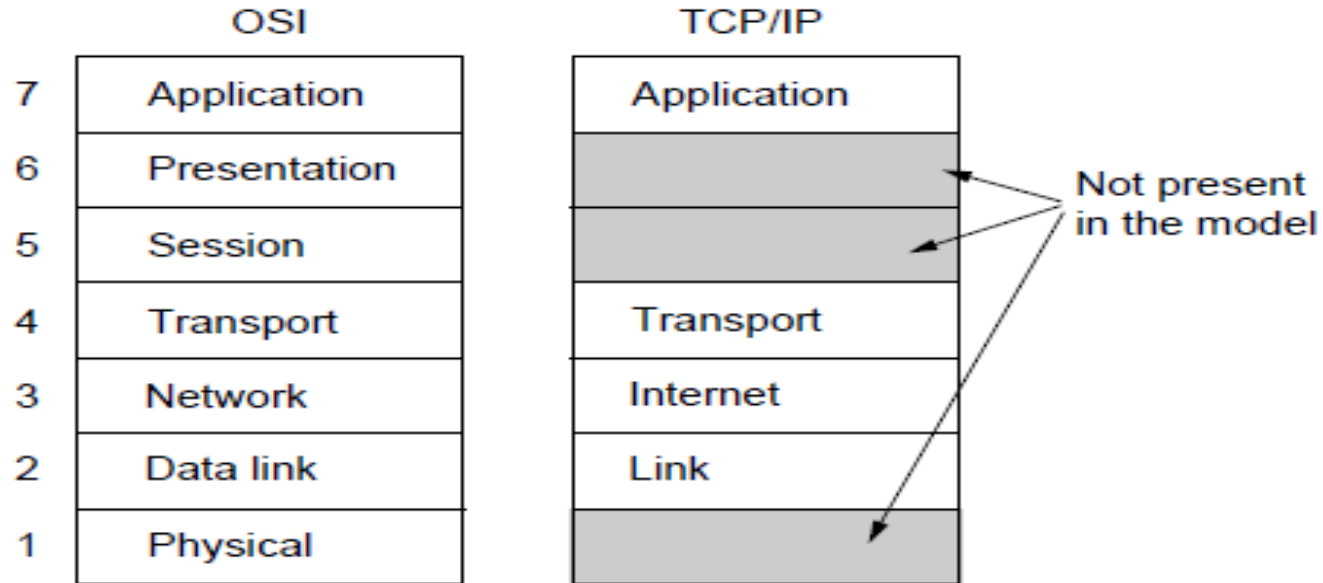 OSI TCP/IP
7 Application Application
6 Presentation
Not present
in the model
5 Session
4 Transport Transport
3 Network Internet
2 Data link Link
1 Physical